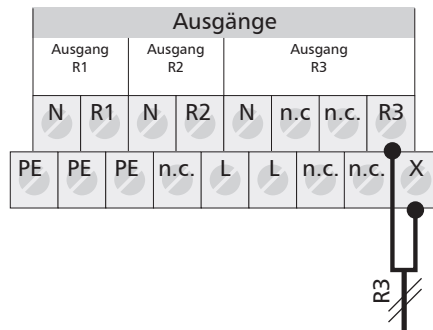 Ausgänge
Ausgang Ausgang Ausgang
R1 R2 R3
N R1 N R2 N n.c n.c. R3
PE PE PE n.c. L L n.c. n.c. X
R3